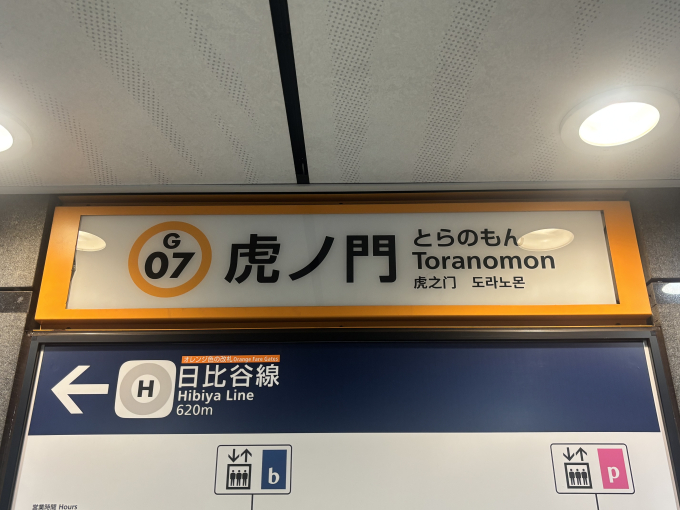 G
07
虎ノ門
とらのもん
Toranomon
虎之门 도라노몬
オレンジ色の改札 Orange Fare Gates
H
日比谷線
Hibiya Line
620m
b
p
営業時間 Hours